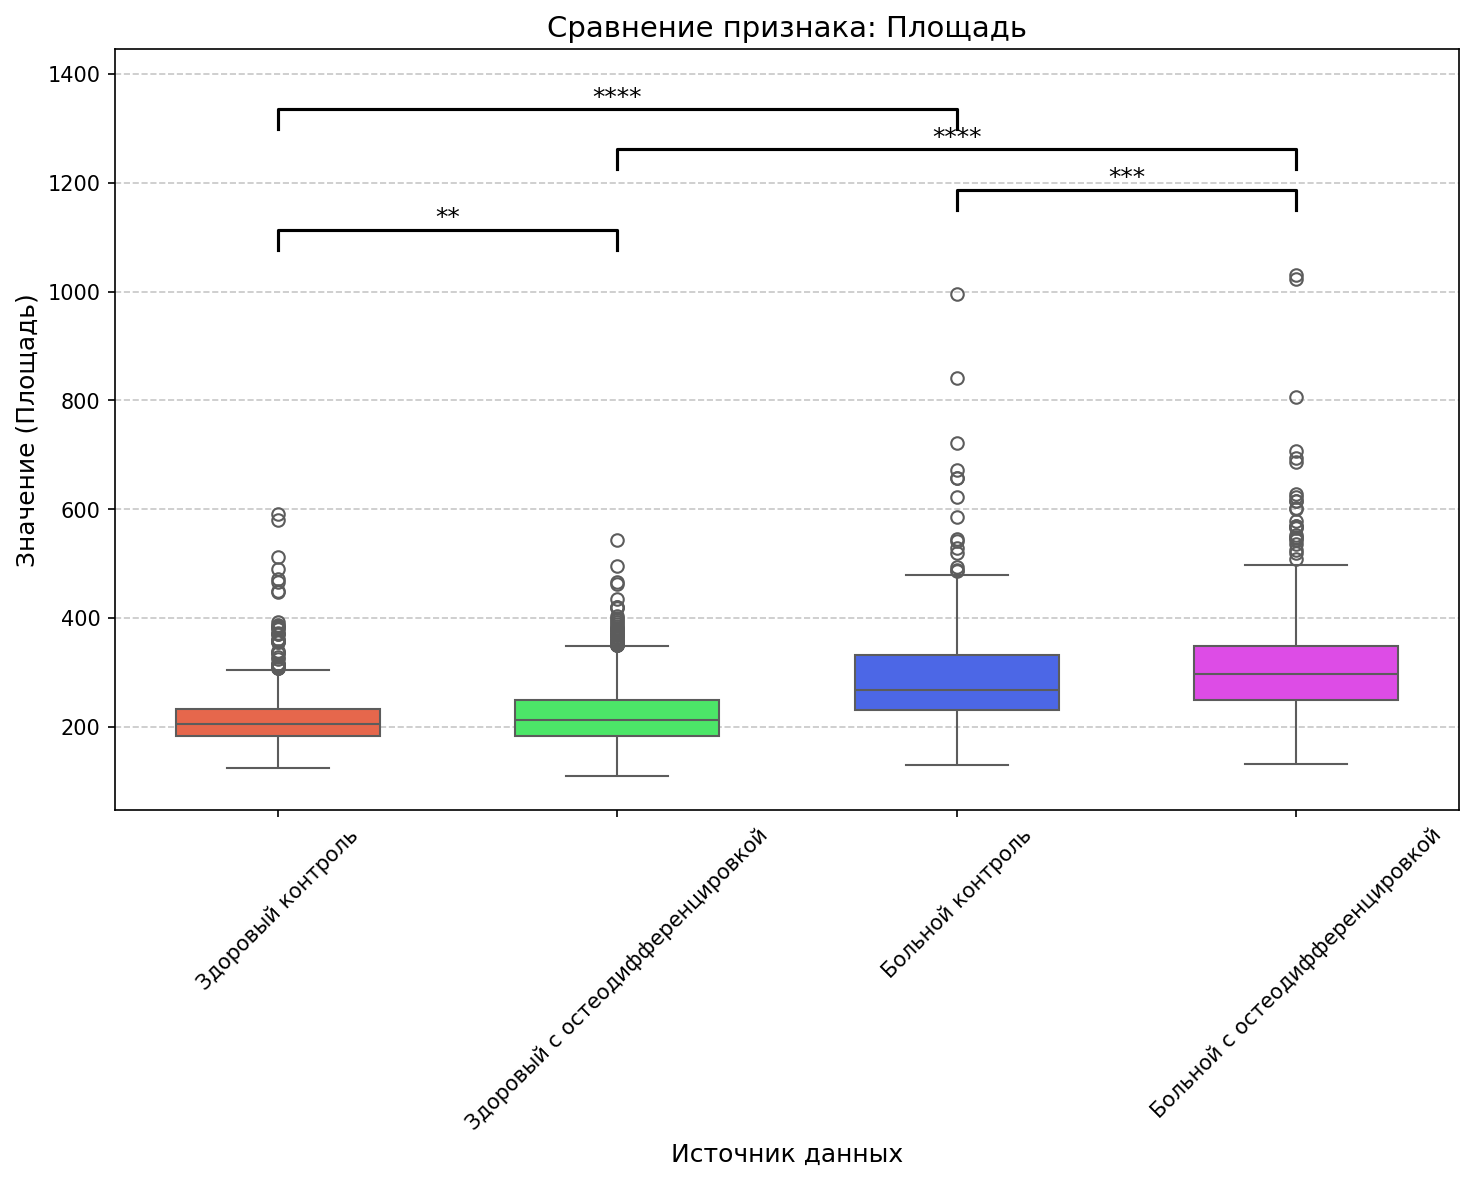 Сравнение признака: Площадь
1400
1200
1000
800
600
400
200
Значение (Площадь)
****
****
***
**
Здоровый контроль
Здоровый с остеодифференцировкой
Больной контроль
Больной с остеодифференцировкой
Источник данных